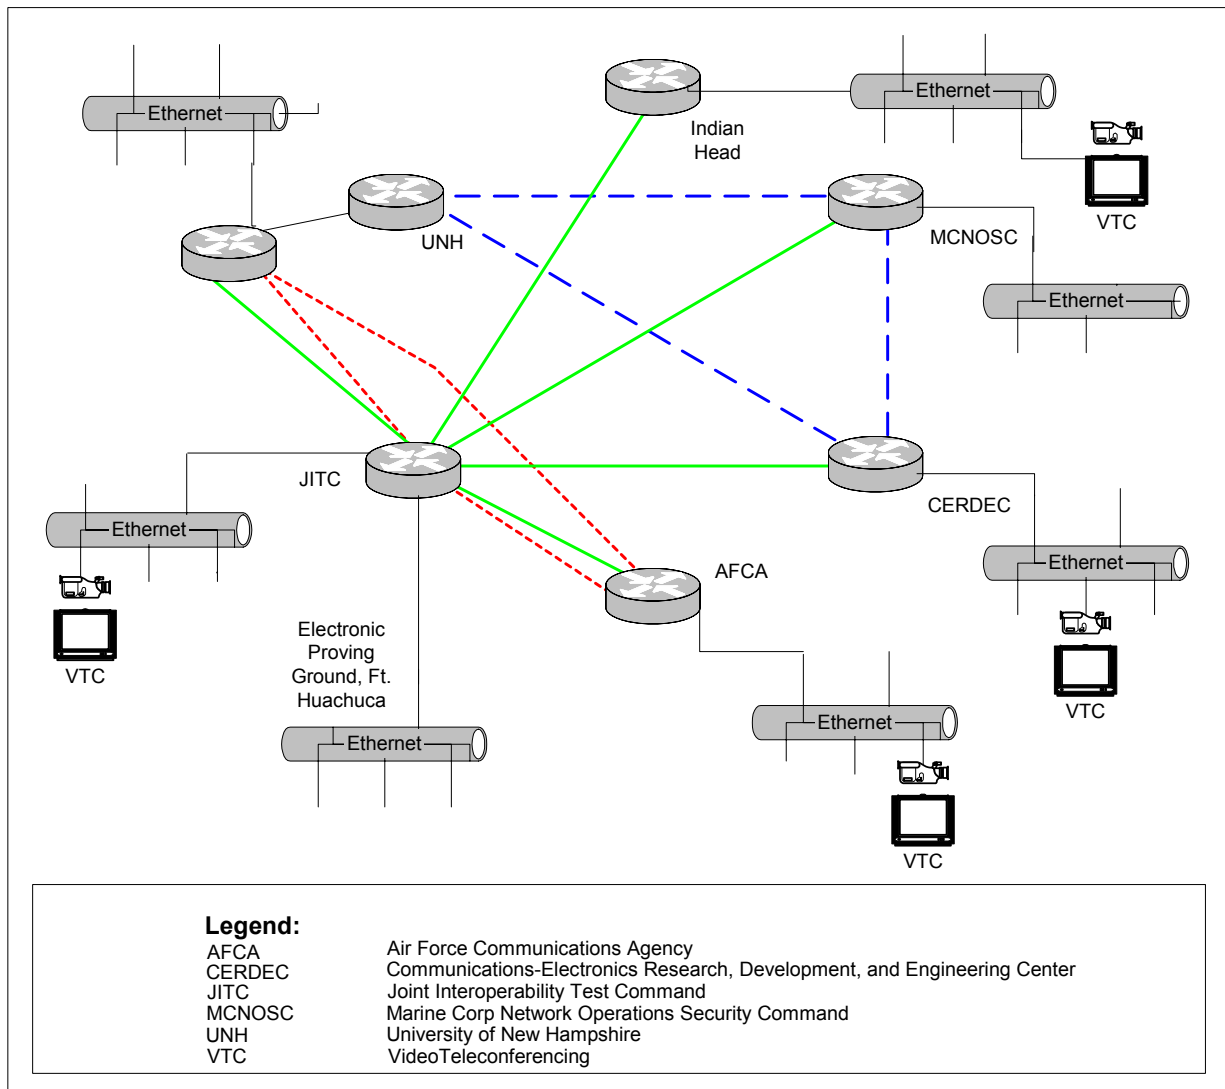 Ethernet
Ethernet
Indian
Head
VTC
UNH
MCNOSC
Ethernet
JITC
CERDEC
Ethernet
Ethernet
AFCA
VTC
Electronic
Proving
Ground, Ft.
Huachuca
VTC
Ethernet
Ethernet
VTC
Legend:
AFCA Air Force Communications Agency
CERDEC Communications-Electronics Research, Development, and Engineering Center
JITC Joint Interoperability Test Command
MCNOSC Marine Corp Network Operations Security Command
UNH University of New Hampshire
VTC VideoTeleconferencing